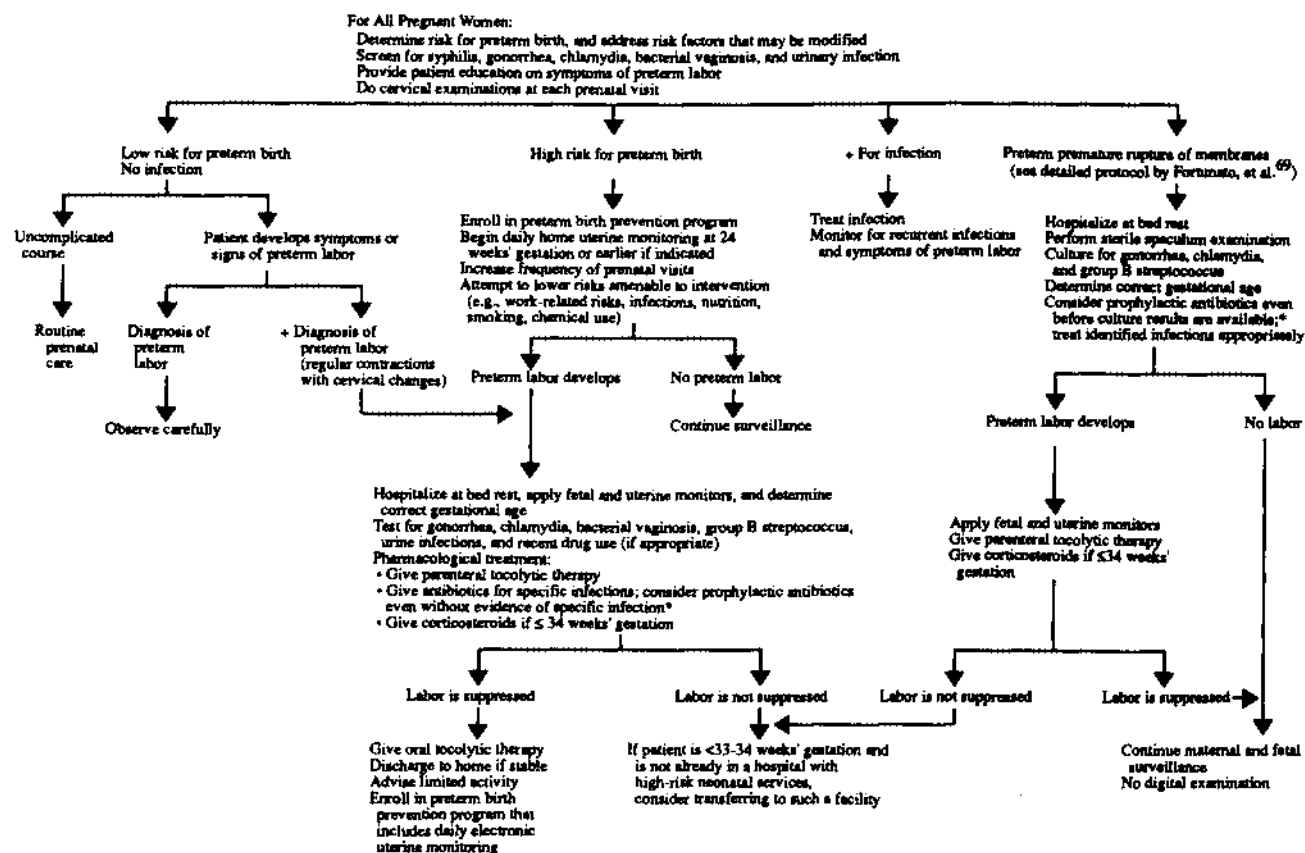 For All Pregnant Women:
Determine risk for preterm birth, and address risk factors that may be modified
Screen for syphilis, gonorrhea, chlamydia, bacterial vaginosis, and urinary infection
Provide patient education on symptoms of preterm labor
Do cervical examinations at each prenatal visit
Low risk for preterm birth
No infection
High risk for preterm birth
+ For infection
Preterm premature rupture of membranes
(see detailed protocol by Fortunato, et al.69)
Uncomplicated
course
Patient develops symptoms or
signs of preterm labor
Enroll in preterm birth prevention program
Begin daily home uterine monitoring at 24
weeks' gestation or earlier if indicated
Increase frequency of prenatal visits
Attempt to lower risks amenable to intervention
(e.g., work-related risks, infections, nutrition,
smoking, chemical use)
Treat infection
Monitor for recurrent infections
and symptoms of preterm labor
Hospitalize at bed rest
Perform sterile speculum examination
Culture for gonorrhea, chlamydia,
and group B streptococcus
Determine correct gestational age
Consider prophylactic antibiotics even
before culture results are available;*
treat identified infections appropriately
Routine
prenatal
care
Diagnosis of
preterm
labor
+ Diagnosis of
preterm labor
(regular contractions
with cervical changes)
Preterm labor develops
No preterm labor
Observe carefully
Continue surveillance
Preterm labor develops
No labor
Hospitalize at bed rest, apply fetal and uterine monitors, and determine
correct gestational age
Test for gonorrhea, chlamydia, bacterial vaginosis, group B streptococcus,
urine infections, and recent drug use (if appropriate)
Pharmacological treatment:
• Give parenteral tocolytic therapy
• Give antibiotics for specific infections; consider prophylactic antibiotics
even without evidence of specific infection*
• Give corticosteroids if ≤ 34 weeks' gestation
Apply fetal and uterine monitors
Give parenteral tocolytic therapy
Give corticosteroids if ≤34 weeks'
gestation
Labor is suppressed
Labor is not suppressed
Labor is not suppressed
Labor is suppressed
Give oral tocolytic therapy
Discharge to home if stable
Advise limited activity
Enroll in preterm birth
prevention program that
includes daily electronic
uterine monitoring
If patient is <33-34 weeks' gestation and
is not already in a hospital with
high-risk neonatal services,
consider transferring to such a facility
Continue maternal and fetal
surveillance
No digital examination